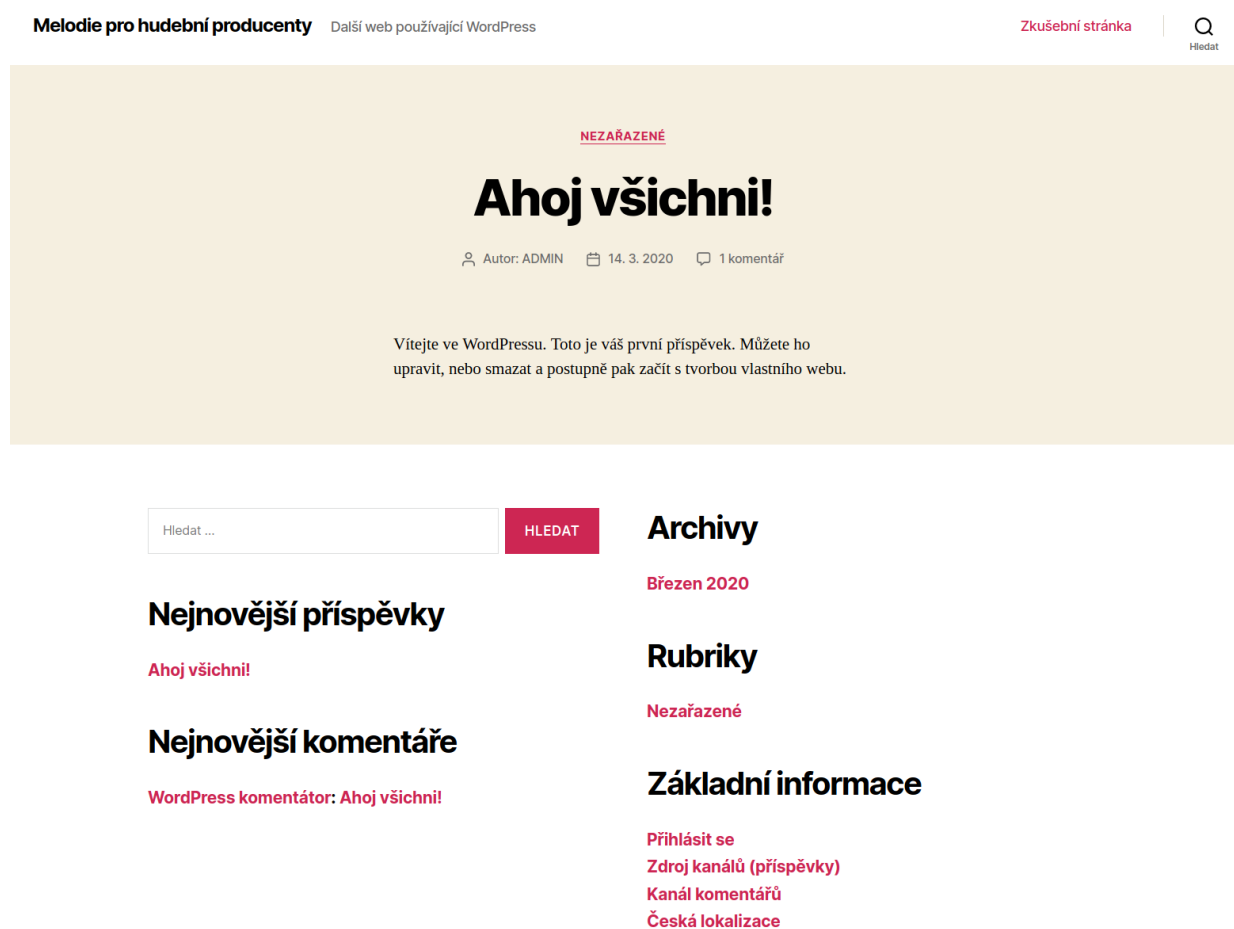 Melodie pro hudební producenty
Další web používající WordPress
Zkušební stránka
Hledat
NEZAŘAZENÉ
Ahoj všichni!
Autor: ADMIN
14. 3. 2020
1 komentář
Vítejte ve WordPressu. Toto je váš první příspěvek. Můžete ho
upravit, nebo smazat a postupně pak začít s tvorbou vlastního webu.
Hledat …
HLEDAT
Nejnovější příspěvky
Ahoj všichni!
Nejnovější komentáře
WordPress komentátor: Ahoj všichni!
Archivy
Březen 2020
Rubriky
Nezařazené
Základní informace
Přihlásit se
Zdroj kanálů (příspěvky)
Kanál komentářů
Česká lokalizace